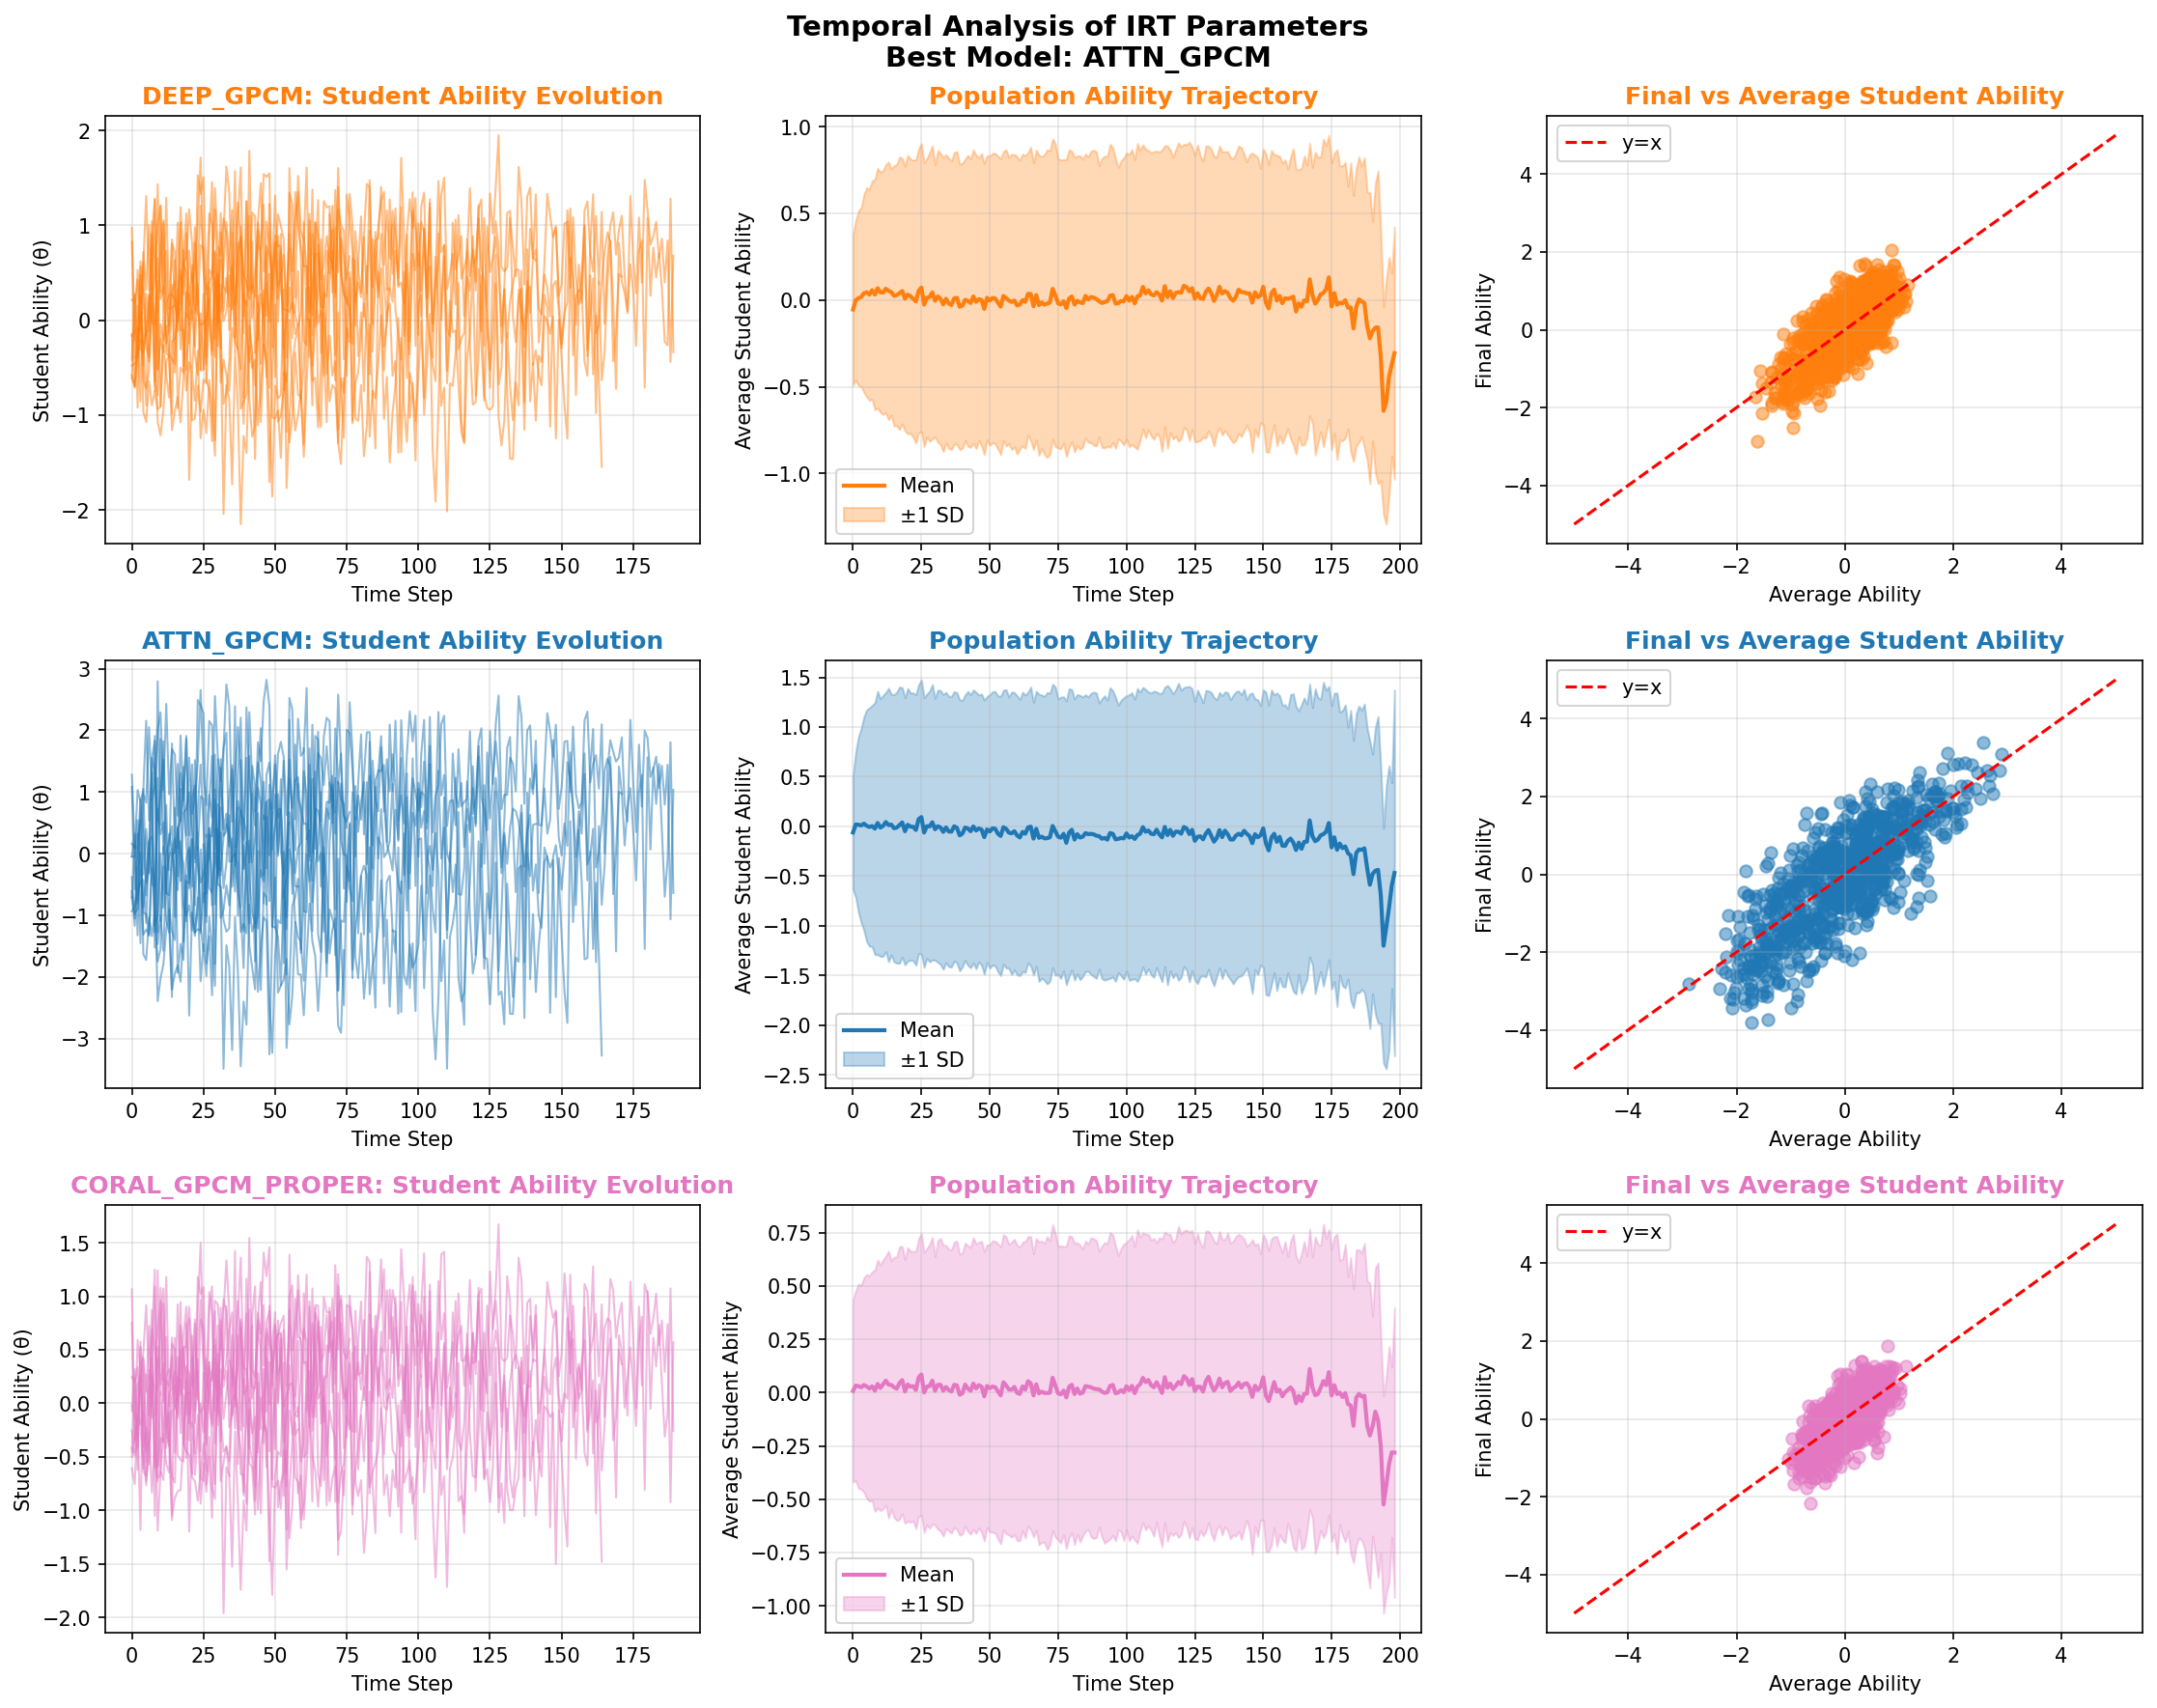 Temporal Analysis of IRT Parameters
Best Model: ATTN_GPCM
DEEP_GPCM: Student Ability Evolution
Student Ability (θ)
2
1
0
−1
−2
0 25 50 75 100 125 150 175
Time Step
Population Ability Trajectory
Average Student Ability
1.0
0.5
0.0
−0.5
−1.0
Mean
±1 SD
0 25 50 75 100 125 150 175 200
Time Step
Final vs Average Student Ability
y=x
Final Ability
4
2
0
−2
−4
−4 −2 0 2 4
Average Ability
ATTN_GPCM: Student Ability Evolution
Student Ability (θ)
3
2
1
0
−1
−2
−3
0 25 50 75 100 125 150 175
Time Step
Population Ability Trajectory
Average Student Ability
1.5
1.0
0.5
0.0
−0.5
−1.0
−1.5
−2.0
−2.5
Mean
±1 SD
0 25 50 75 100 125 150 175 200
Time Step
Final vs Average Student Ability
y=x
Final Ability
4
2
0
−2
−4
−4 −2 0 2 4
Average Ability
CORAL_GPCM_PROPER: Student Ability Evolution
Student Ability (θ)
1.5
1.0
0.5
0.0
−0.5
−1.0
−1.5
−2.0
0 25 50 75 100 125 150 175
Time Step
Population Ability Trajectory
Average Student Ability
0.75
0.50
0.25
0.00
−0.25
−0.50
−0.75
−1.00
Mean
±1 SD
0 25 50 75 100 125 150 175 200
Time Step
Final vs Average Student Ability
y=x
Final Ability
4
2
0
−2
−4
−4 −2 0 2 4
Average Ability